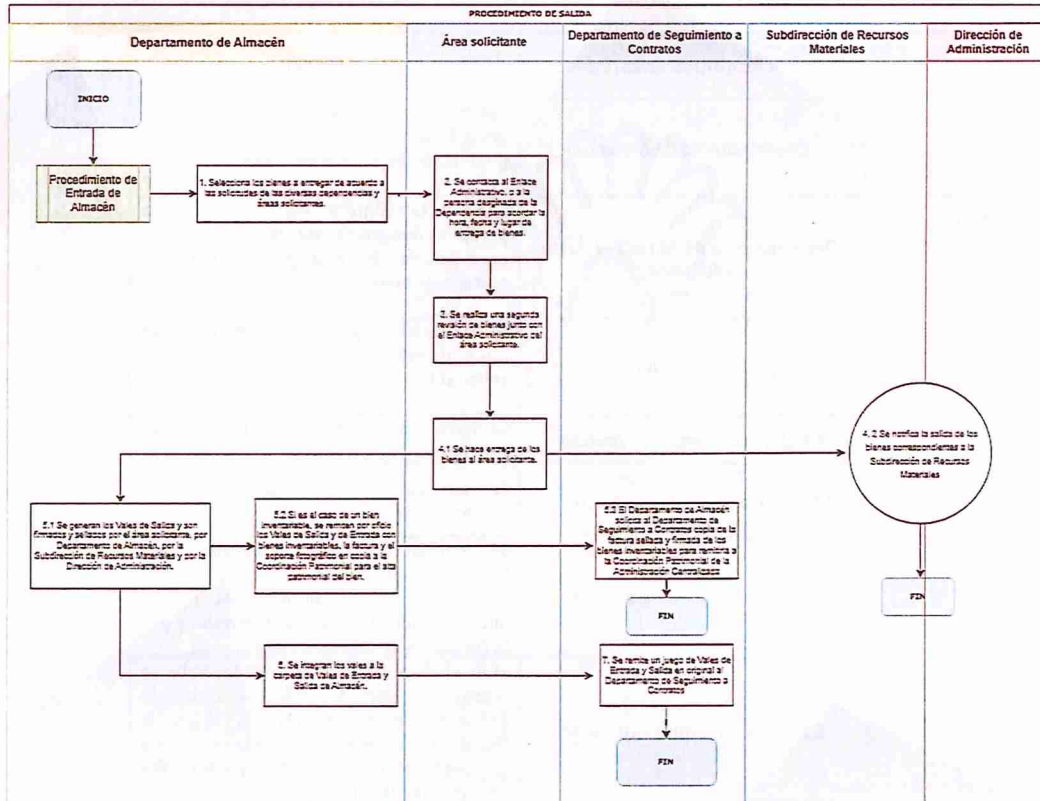 PROCEDIMIENTO DE SALIDA
Departamento de Almacén
Área solicitante
Departamento de Seguimiento a
Contratos
Subdirección de Recursos
Materiales
Dirección de
Administración
INICIO
Procedimiento de
Entrada de
Almacén
1. Selecciona los bienes a entregar de acuerdo a
las solicitudes de las diversas dependencias y
áreas solicitantes.
2. Se contacta al Enlace
Administrativo, o a la
persona designada de la
Dependencia para acordar la
hora, fecha y lugar de
entrega de bienes.
3. Se realiza una segunda
revisión de bienes junto con
el Enlace Administrativo del
área solicitante.
4.1 Se hace entrega de los
bienes al área solicitante.
4.2 Se notifica la salida de los
bienes correspondientes a la
Subdirección de Recursos
Materiales
5.1 Se generan los Vales de Salida y son
firmados y sellados por el área solicitante, por
Departamento de Almacén, por la
Subdirección de Recursos Materiales y por la
Dirección de Administración.
5.2 Si es el caso de un bien
inventariable, se remiten por oficio
los Vales de Salida y de Entrada con
bienes inventariables, la factura y el
soporte fotográfico en copia a la
Coordinación Patrimonial para el alta
patrimonial del bien.
5.3 El Departamento de Almacén
solicita al Departamento de
Seguimiento a Contratos copia de la
factura sellada y firmada de los
bienes inventariables para remitirla a
la Coordinación Patrimonial de la
Administración Centralizada
FIN
FIN
6. Se integran los vales a la
carpeta de Vales de Entrada y
Salida de Almacén.
7. Se remite un juego de Vales de
Entrada y Salida en original al
Departamento de Seguimiento a
Contratos
FIN